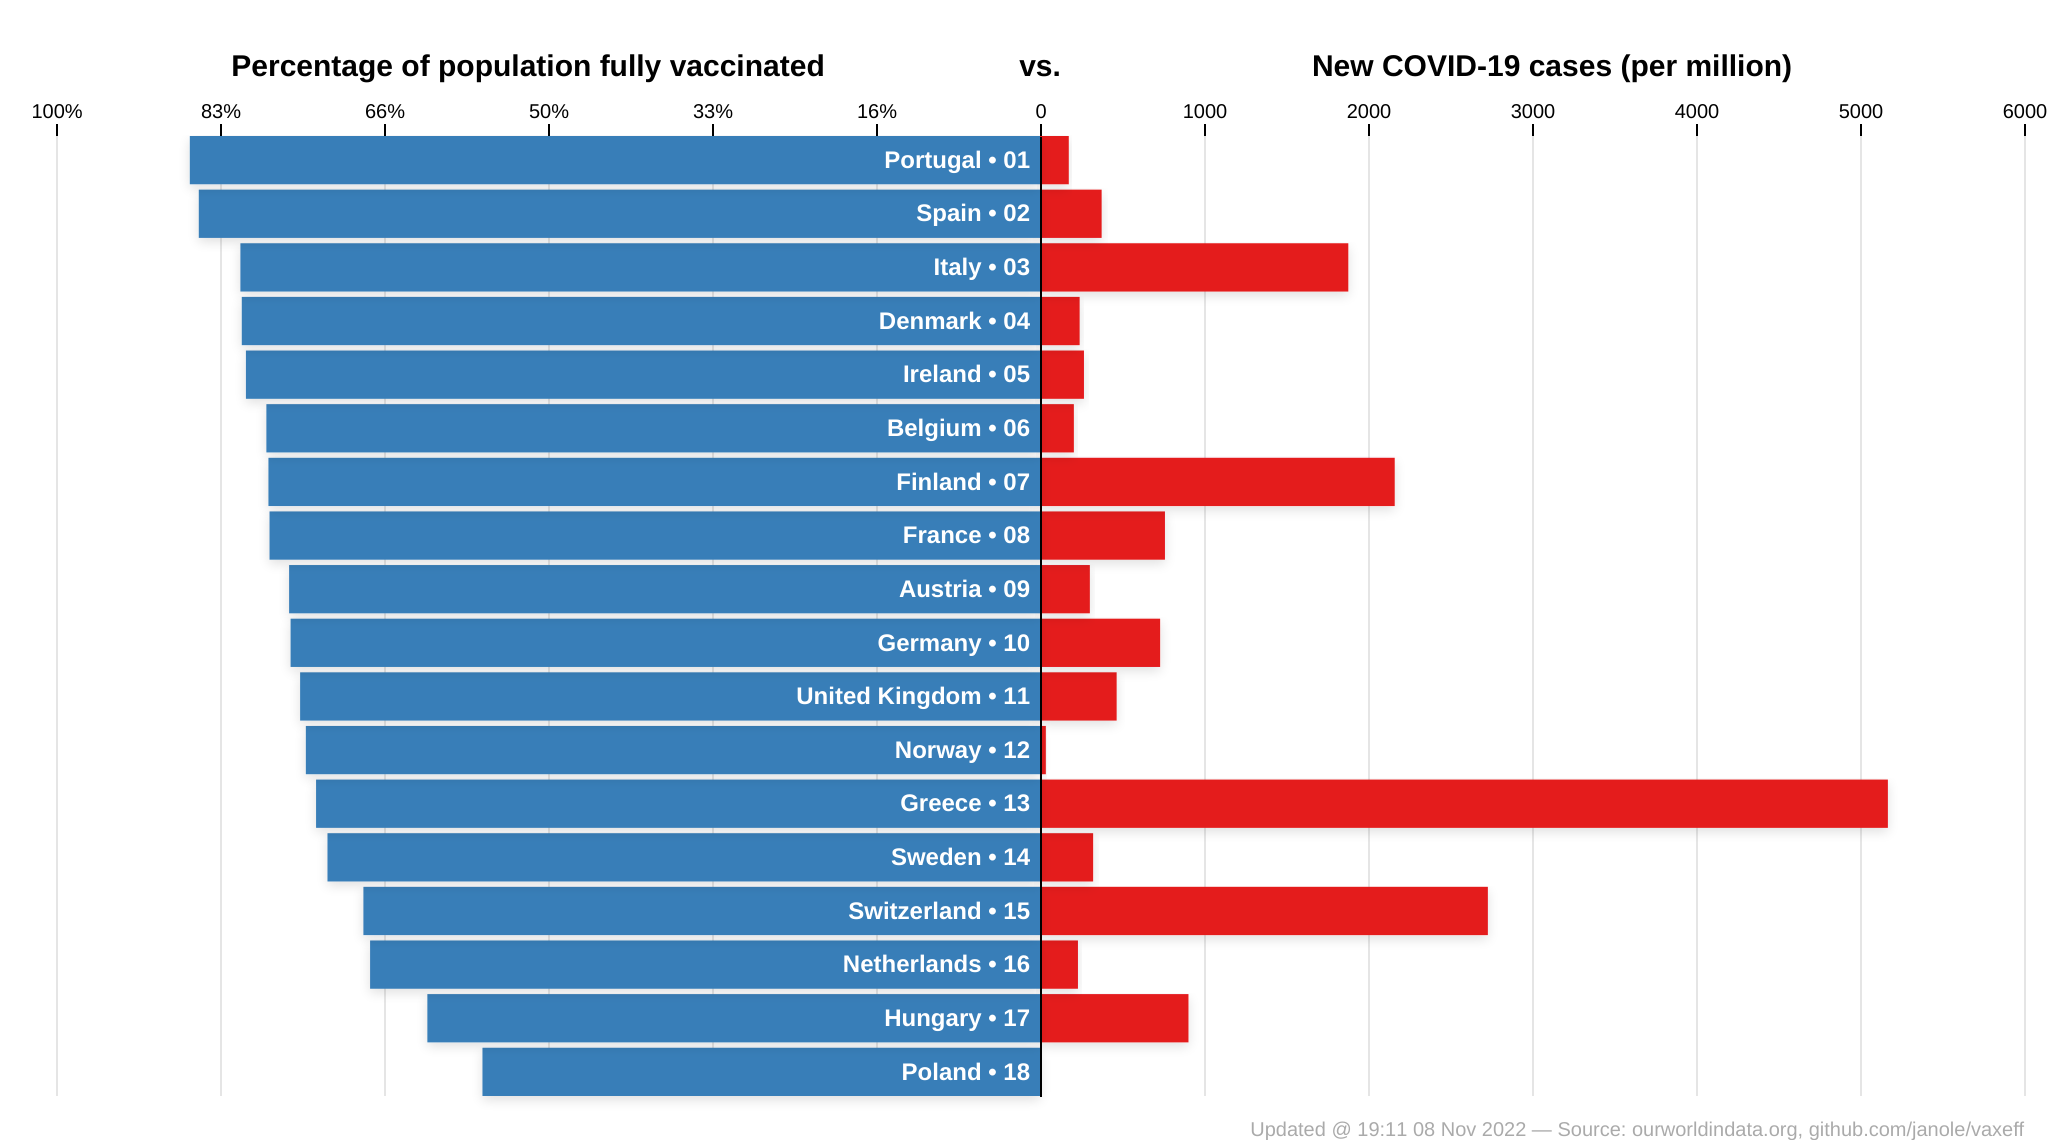 Percentage of population fully vaccinated vs. New COVID-19 cases (per million)
100% 83% 66% 50% 33% 16% 0 1000 2000 3000 4000 5000 6000
Portugal • 01
Spain • 02
Italy • 03
Denmark • 04
Ireland • 05
Belgium • 06
Finland • 07
France • 08
Austria • 09
Germany • 10
United Kingdom • 11
Norway • 12
Greece • 13
Sweden • 14
Switzerland • 15
Netherlands • 16
Hungary • 17
Poland • 18
Updated @ 19:11 08 Nov 2022 — Source: ourworldindata.org, github.com/janole/vaxeff